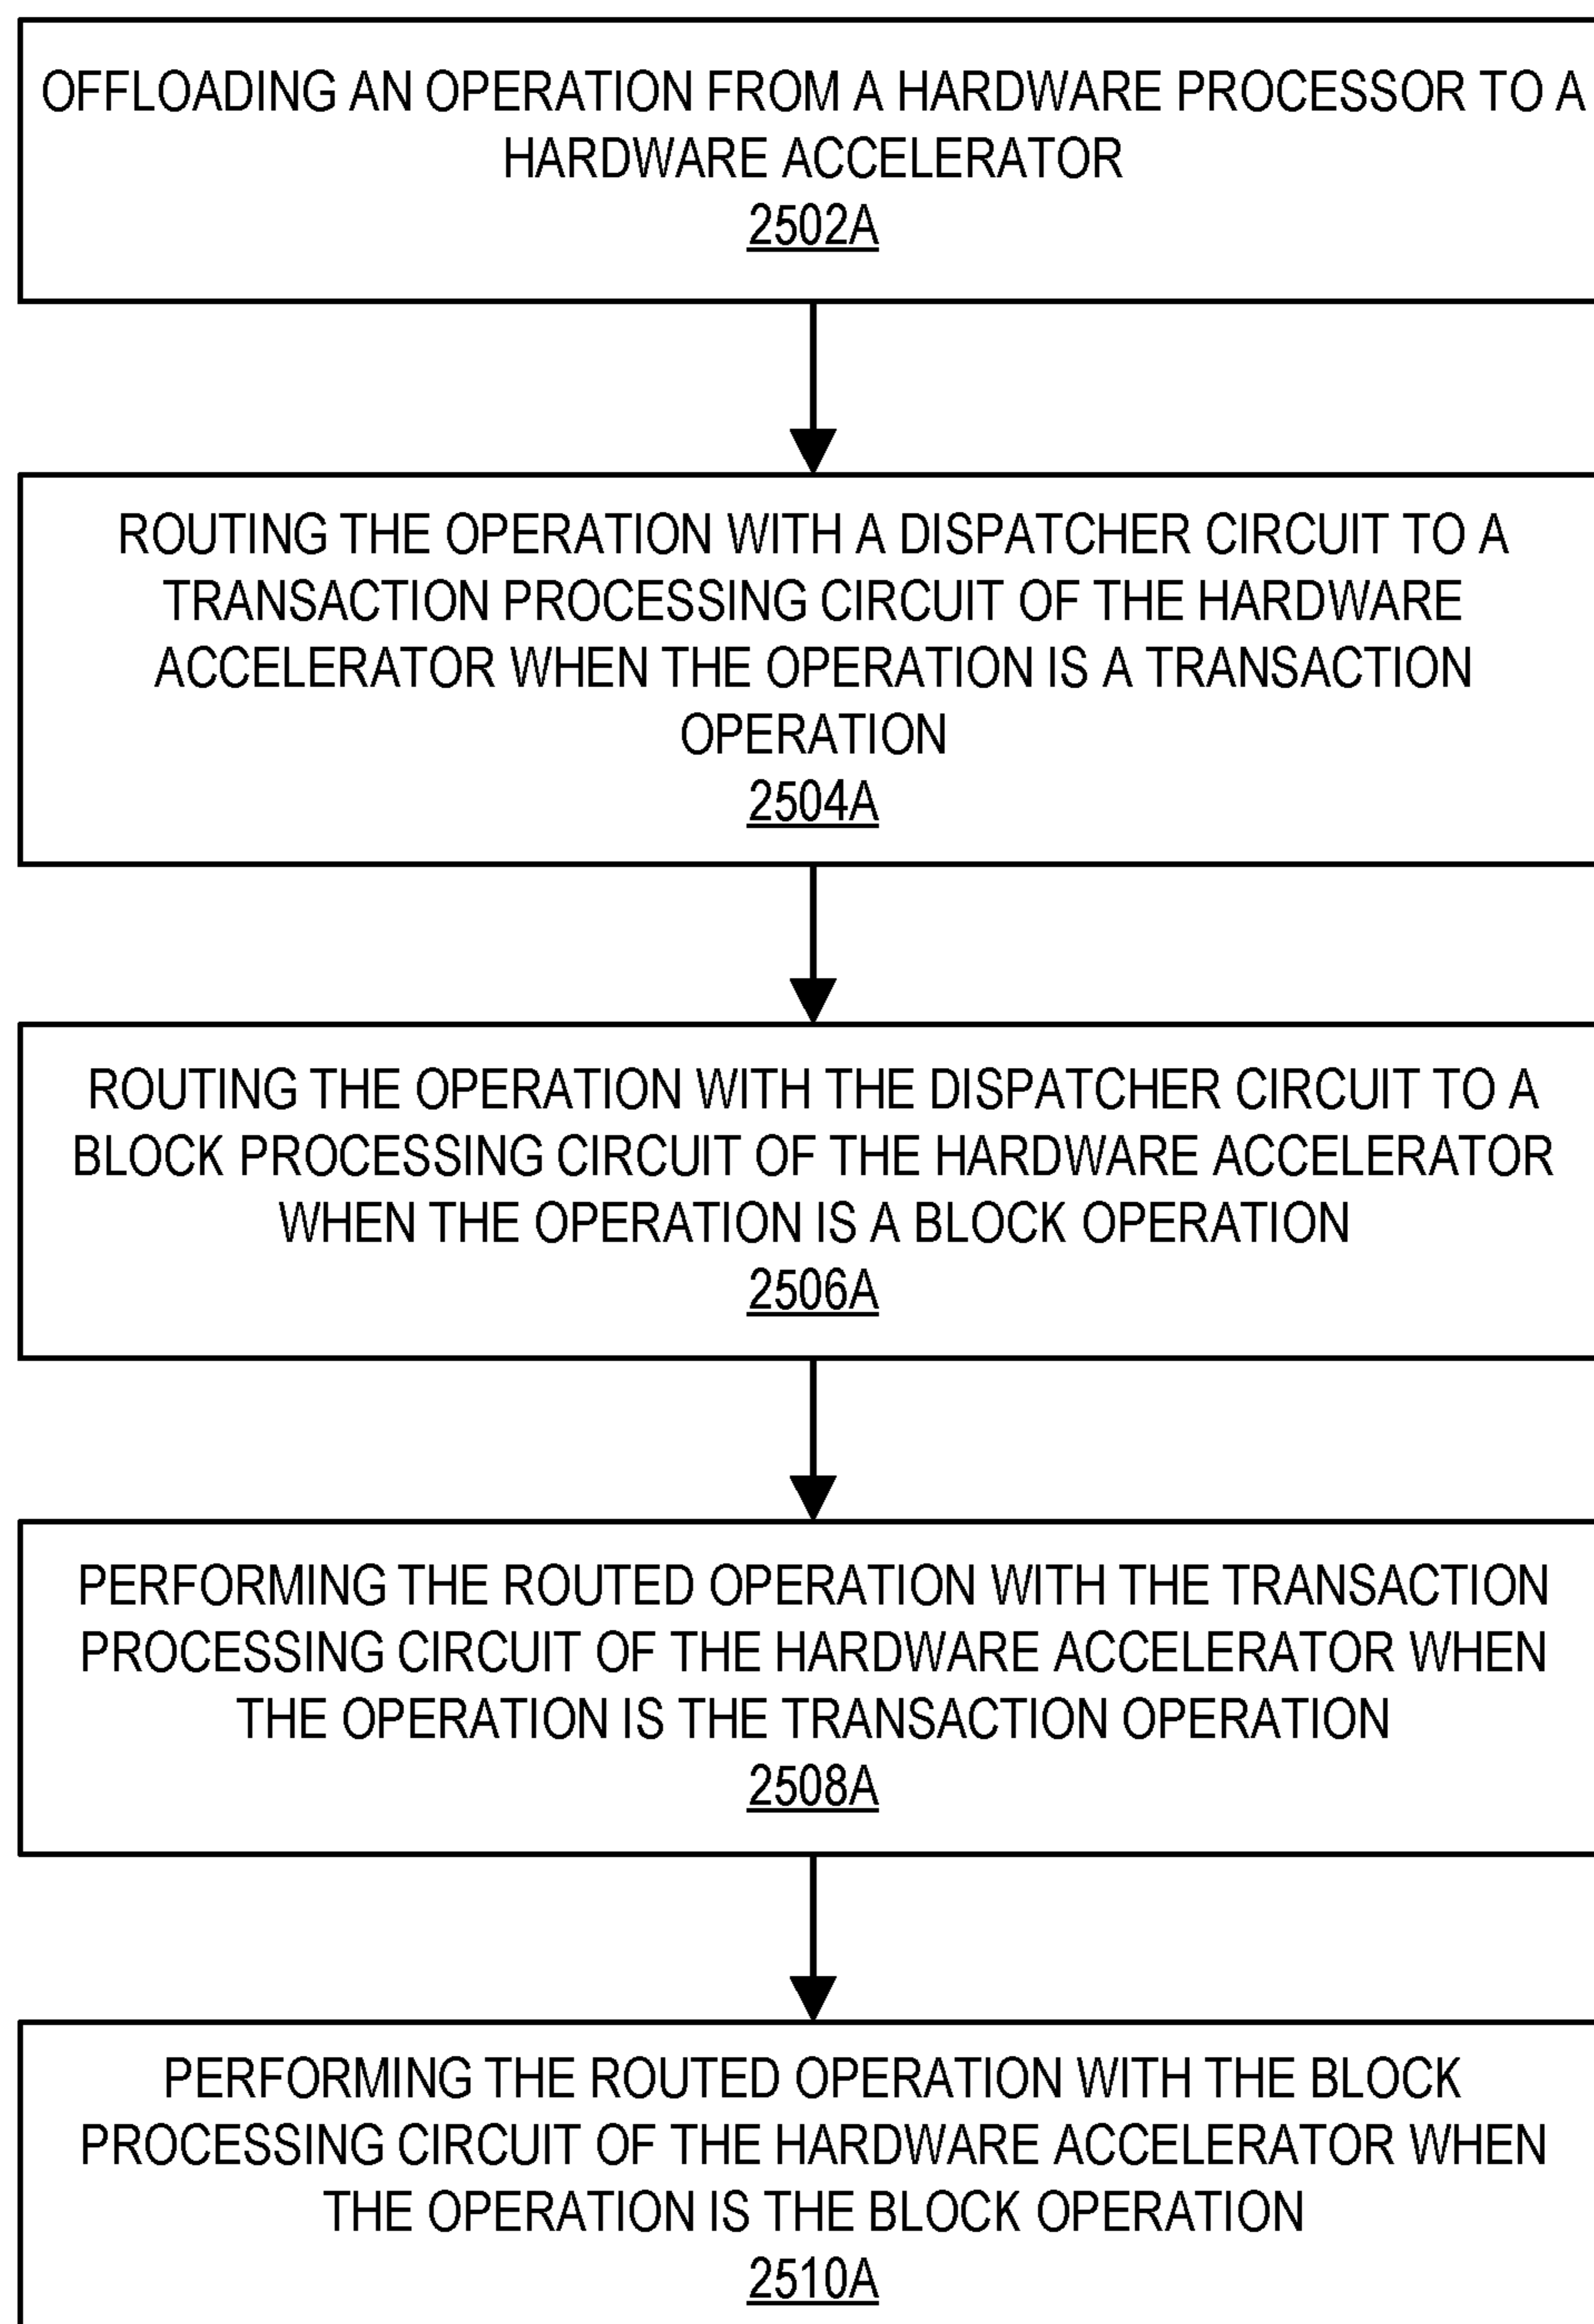 OFFLOADING AN OPERATION FROM A HARDWARE PROCESSOR TO A
HARDWARE ACCELERATOR
2502A
ROUTING THE OPERATION WITH A DISPATCHER CIRCUIT TO A
TRANSACTION PROCESSING CIRCUIT OF THE HARDWARE
ACCELERATOR WHEN THE OPERATION IS A TRANSACTION
OPERATION
2504A
ROUTING THE OPERATION WITH THE DISPATCHER CIRCUIT TO A
BLOCK PROCESSING CIRCUIT OF THE HARDWARE ACCELERATOR
WHEN THE OPERATION IS A BLOCK OPERATION
2506A
PERFORMING THE ROUTED OPERATION WITH THE TRANSACTION
PROCESSING CIRCUIT OF THE HARDWARE ACCELERATOR WHEN
THE OPERATION IS THE TRANSACTION OPERATION
2508A
PERFORMING THE ROUTED OPERATION WITH THE BLOCK
PROCESSING CIRCUIT OF THE HARDWARE ACCELERATOR WHEN
THE OPERATION IS THE BLOCK OPERATION
2510A